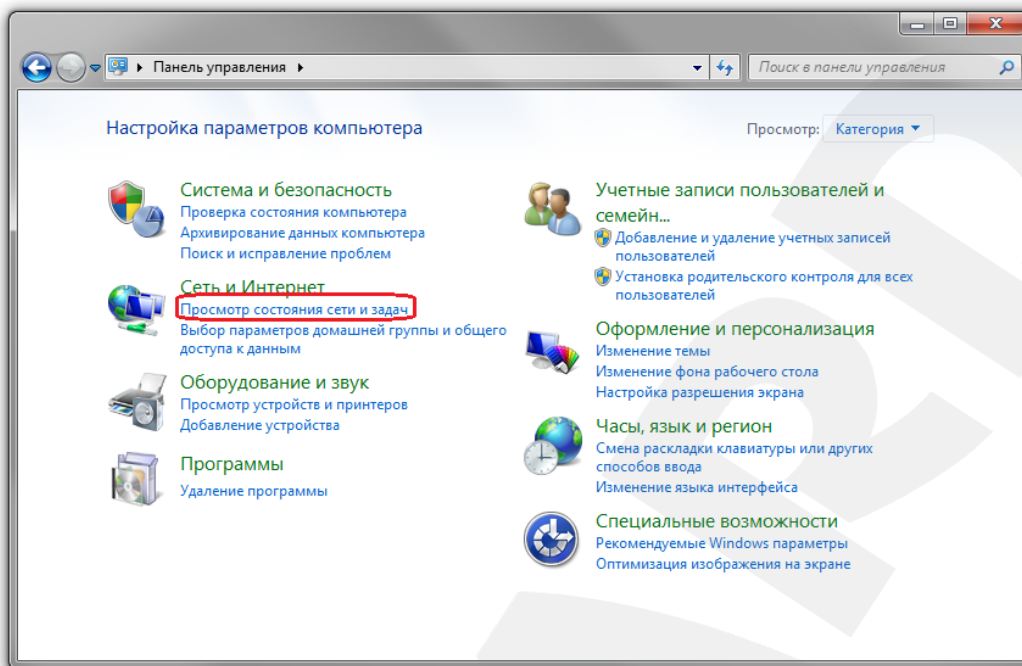 Панель управления
Поиск в панели управления
Настройка параметров компьютера
Просмотр: Категория
Система и безопасность
Проверка состояния компьютера
Архивирование данных компьютера
Поиск и исправление проблем
Сеть и Интернет
Просмотр состояния сети и задач
Выбор параметров домашней группы и общего
доступа к данным
Оборудование и звук
Просмотр устройств и принтеров
Добавление устройства
Программы
Удаление программы
Учетные записи пользователей и
семейн...
Добавление и удаление учетных записей
пользователей
Установка родительского контроля для всех
пользователей
Оформление и персонализация
Изменение темы
Изменение фона рабочего стола
Настройка разрешения экрана
Часы, язык и регион
Смена раскладки клавиатуры или других
способов ввода
Изменение языка интерфейса
Специальные возможности
Рекомендуемые Windows параметры
Оптимизация изображения на экране